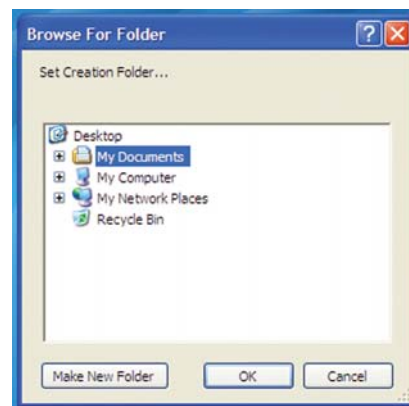 Browse For Folder
Set Creation Folder...
Desktop
My Documents
My Computer
My Network Places
Recycle Bin
Make New Folder OK Cancel